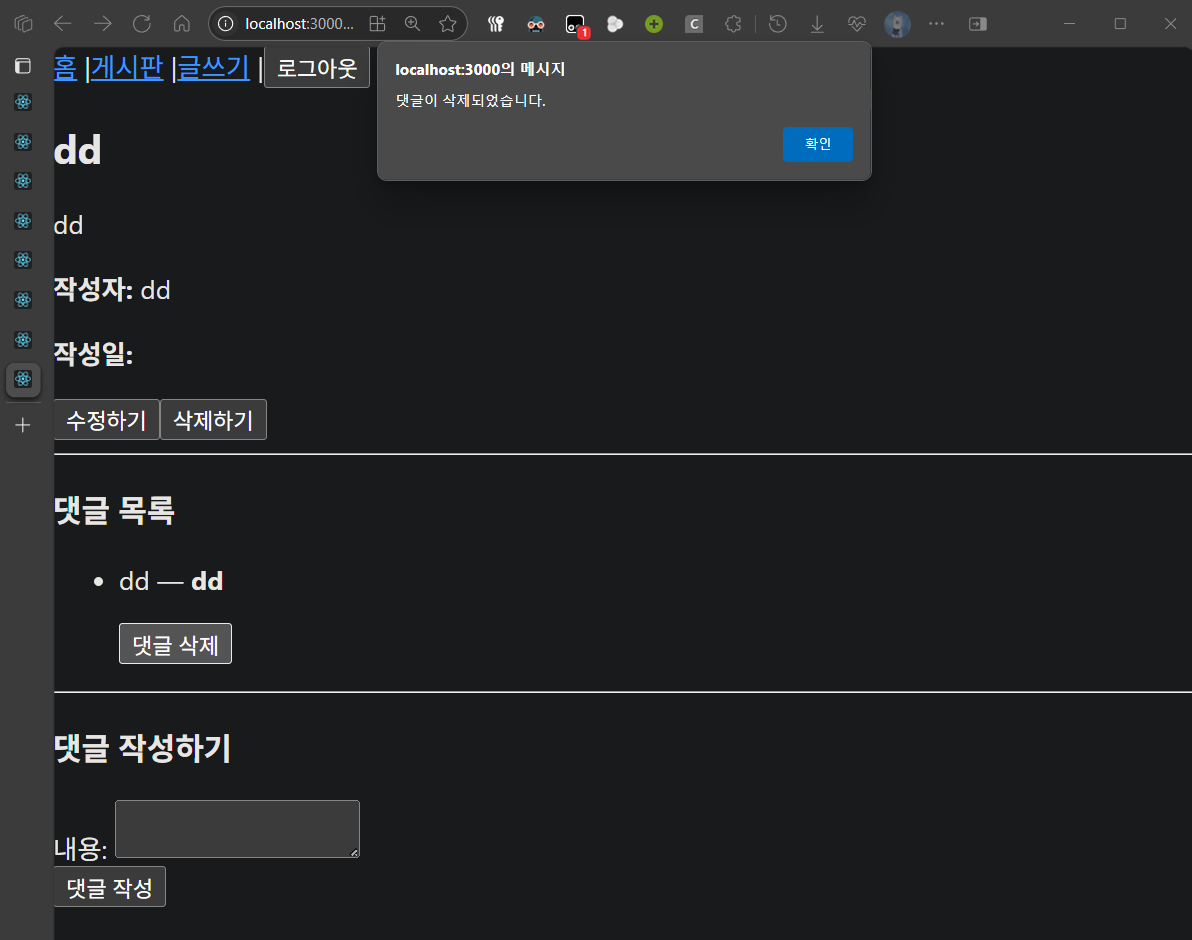 localhost:3000...
1
C
홈 |게시판 |글쓰기 |로그아웃
localhost:3000의 메시지
댓글이 삭제되었습니다.
확인
dd
dd
작성자: dd
작성일:
수정하기 삭제하기
댓글 목록
• dd — dd
댓글 삭제
댓글 작성하기
내용:
댓글 작성